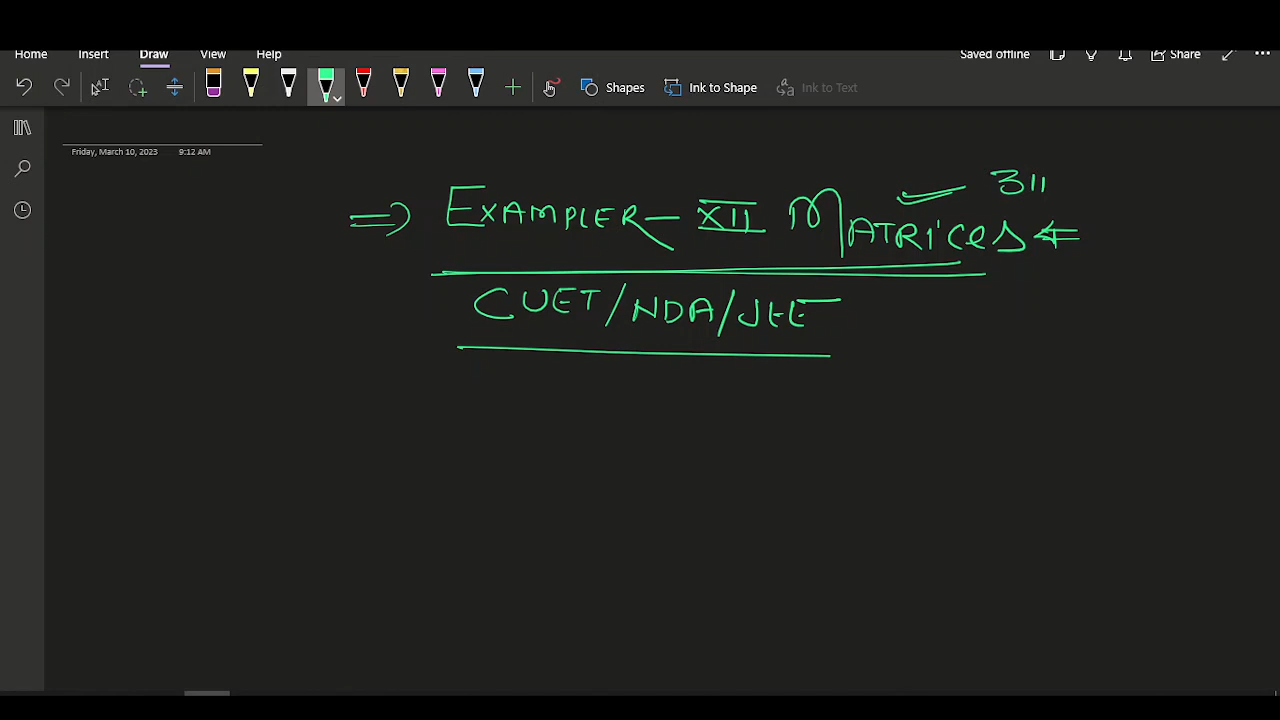 Home Insert Draw View Help Saved offline Share
Shapes Ink to Shape Ink to Text
Friday, March 10, 2023 9:12 AM
311
⇒ EXAMPLER- XII MATRICES ⇐
CUET/NDA/JEE